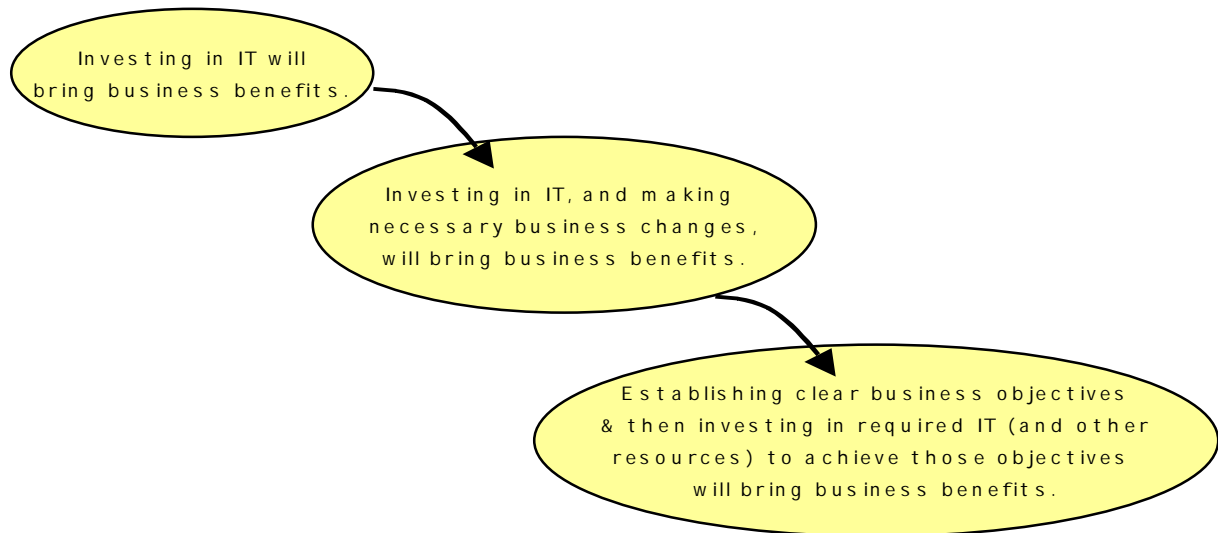 Investing in IT will
bring business benefits.
Investing in IT, and making
necessary business changes,
will bring business benefits.
Establishing clear business objectives
& then investing in required IT (and other
resources) to achieve those objectives
will bring business benefits.